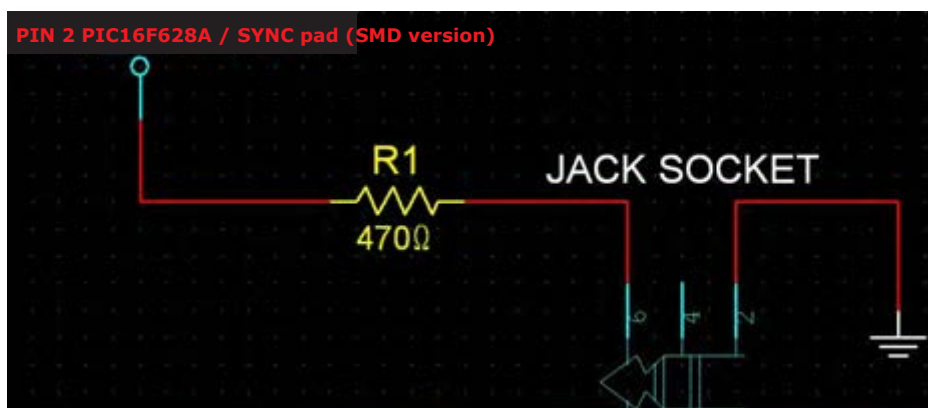 PIN 2 PIC16F628A / SYNC pad (SMD version)
R1
JACK SOCKET
470Ω
6 4 2